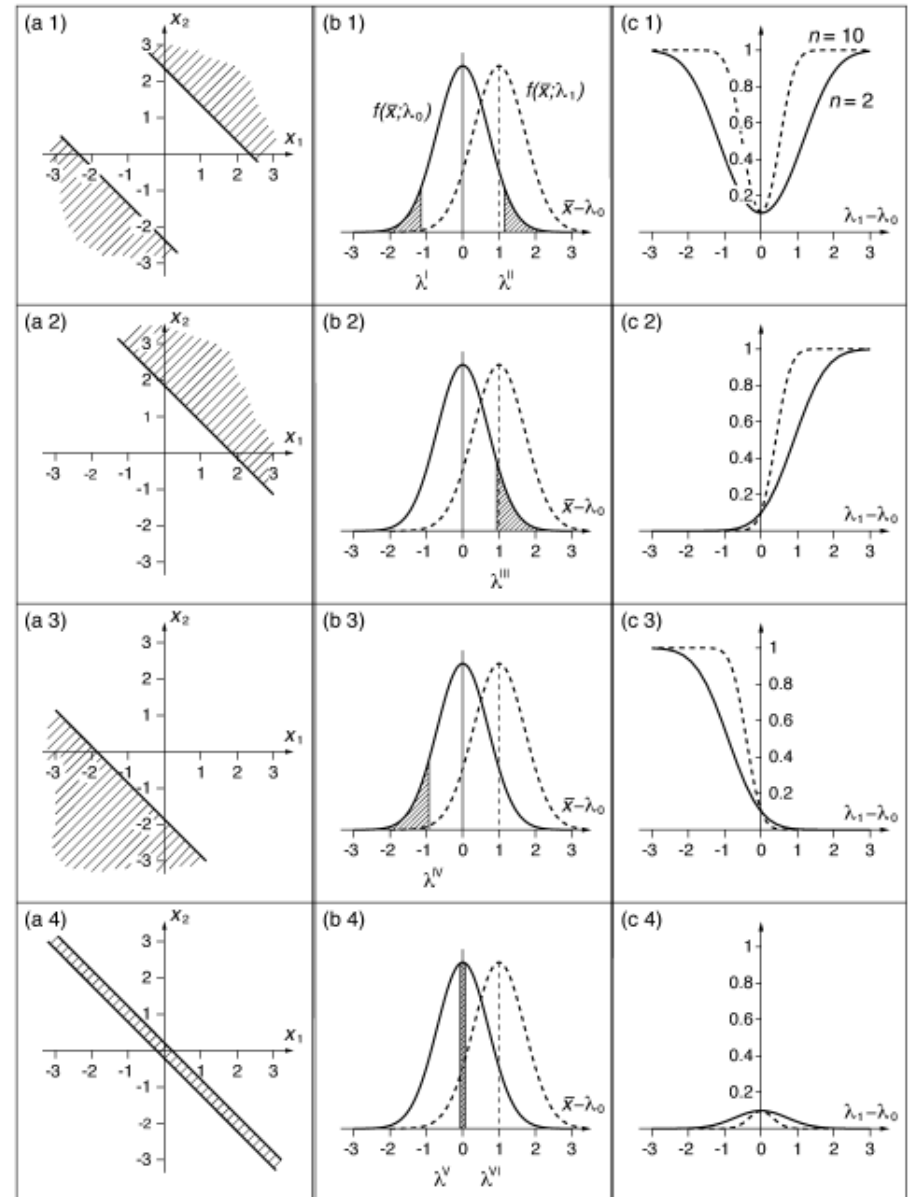 (a 1)
x₂
3
2
1
x₁
-3 -2 -1 1 2 3
-1
-2
-3
(b 1)
f(x̄;λ₀)
f(x̄;λ₁)
x̄–λ₀
-3 -2 -1 0 1 2 3
λᴵ λᴵᴵ
(c 1)
n = 10
1
0.8
n = 2
0.6
0.4
0.2
λ₁–λ₀
-3 -2 -1 0 1 2 3
(a 2)
x₂
3
2
1
x₁
-3 -2 -1 1 2 3
-1
-2
-3
(b 2)
x̄–λ₀
-3 -2 -1 0 1 2 3
λᴵᴵᴵ
(c 2)
1
0.8
0.6
0.4
0.2
λ₁–λ₀
-3 -2 -1 0 1 2 3
(a 3)
x₂
3
2
1
x₁
-3 -2 -1 1 2 3
-1
-2
-3
(b 3)
x̄–λ₀
-3 -2 -1 0 1 2 3
λᴵⱽ
(c 3)
1
0.8
0.6
0.4
0.2
λ₁–λ₀
-3 -2 -1 0 1 2 3
(a 4)
x₂
3
2
1
x₁
-3 -2 -1 1 2 3
-1
-2
-3
(b 4)
x̄–λ₀
-3 -2 -1 0 1 2 3
λⱽ λⱽᴵ
(c 4)
1
0.8
0.6
0.4
0.2
λ₁–λ₀
-3 -2 -1 0 1 2 3